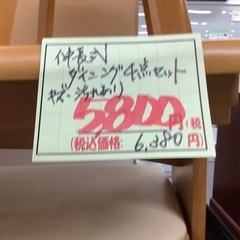 伸長式
ダイニング4点セット
キズ・汚れあり
5800円+税
(税込価格: 6,380円)